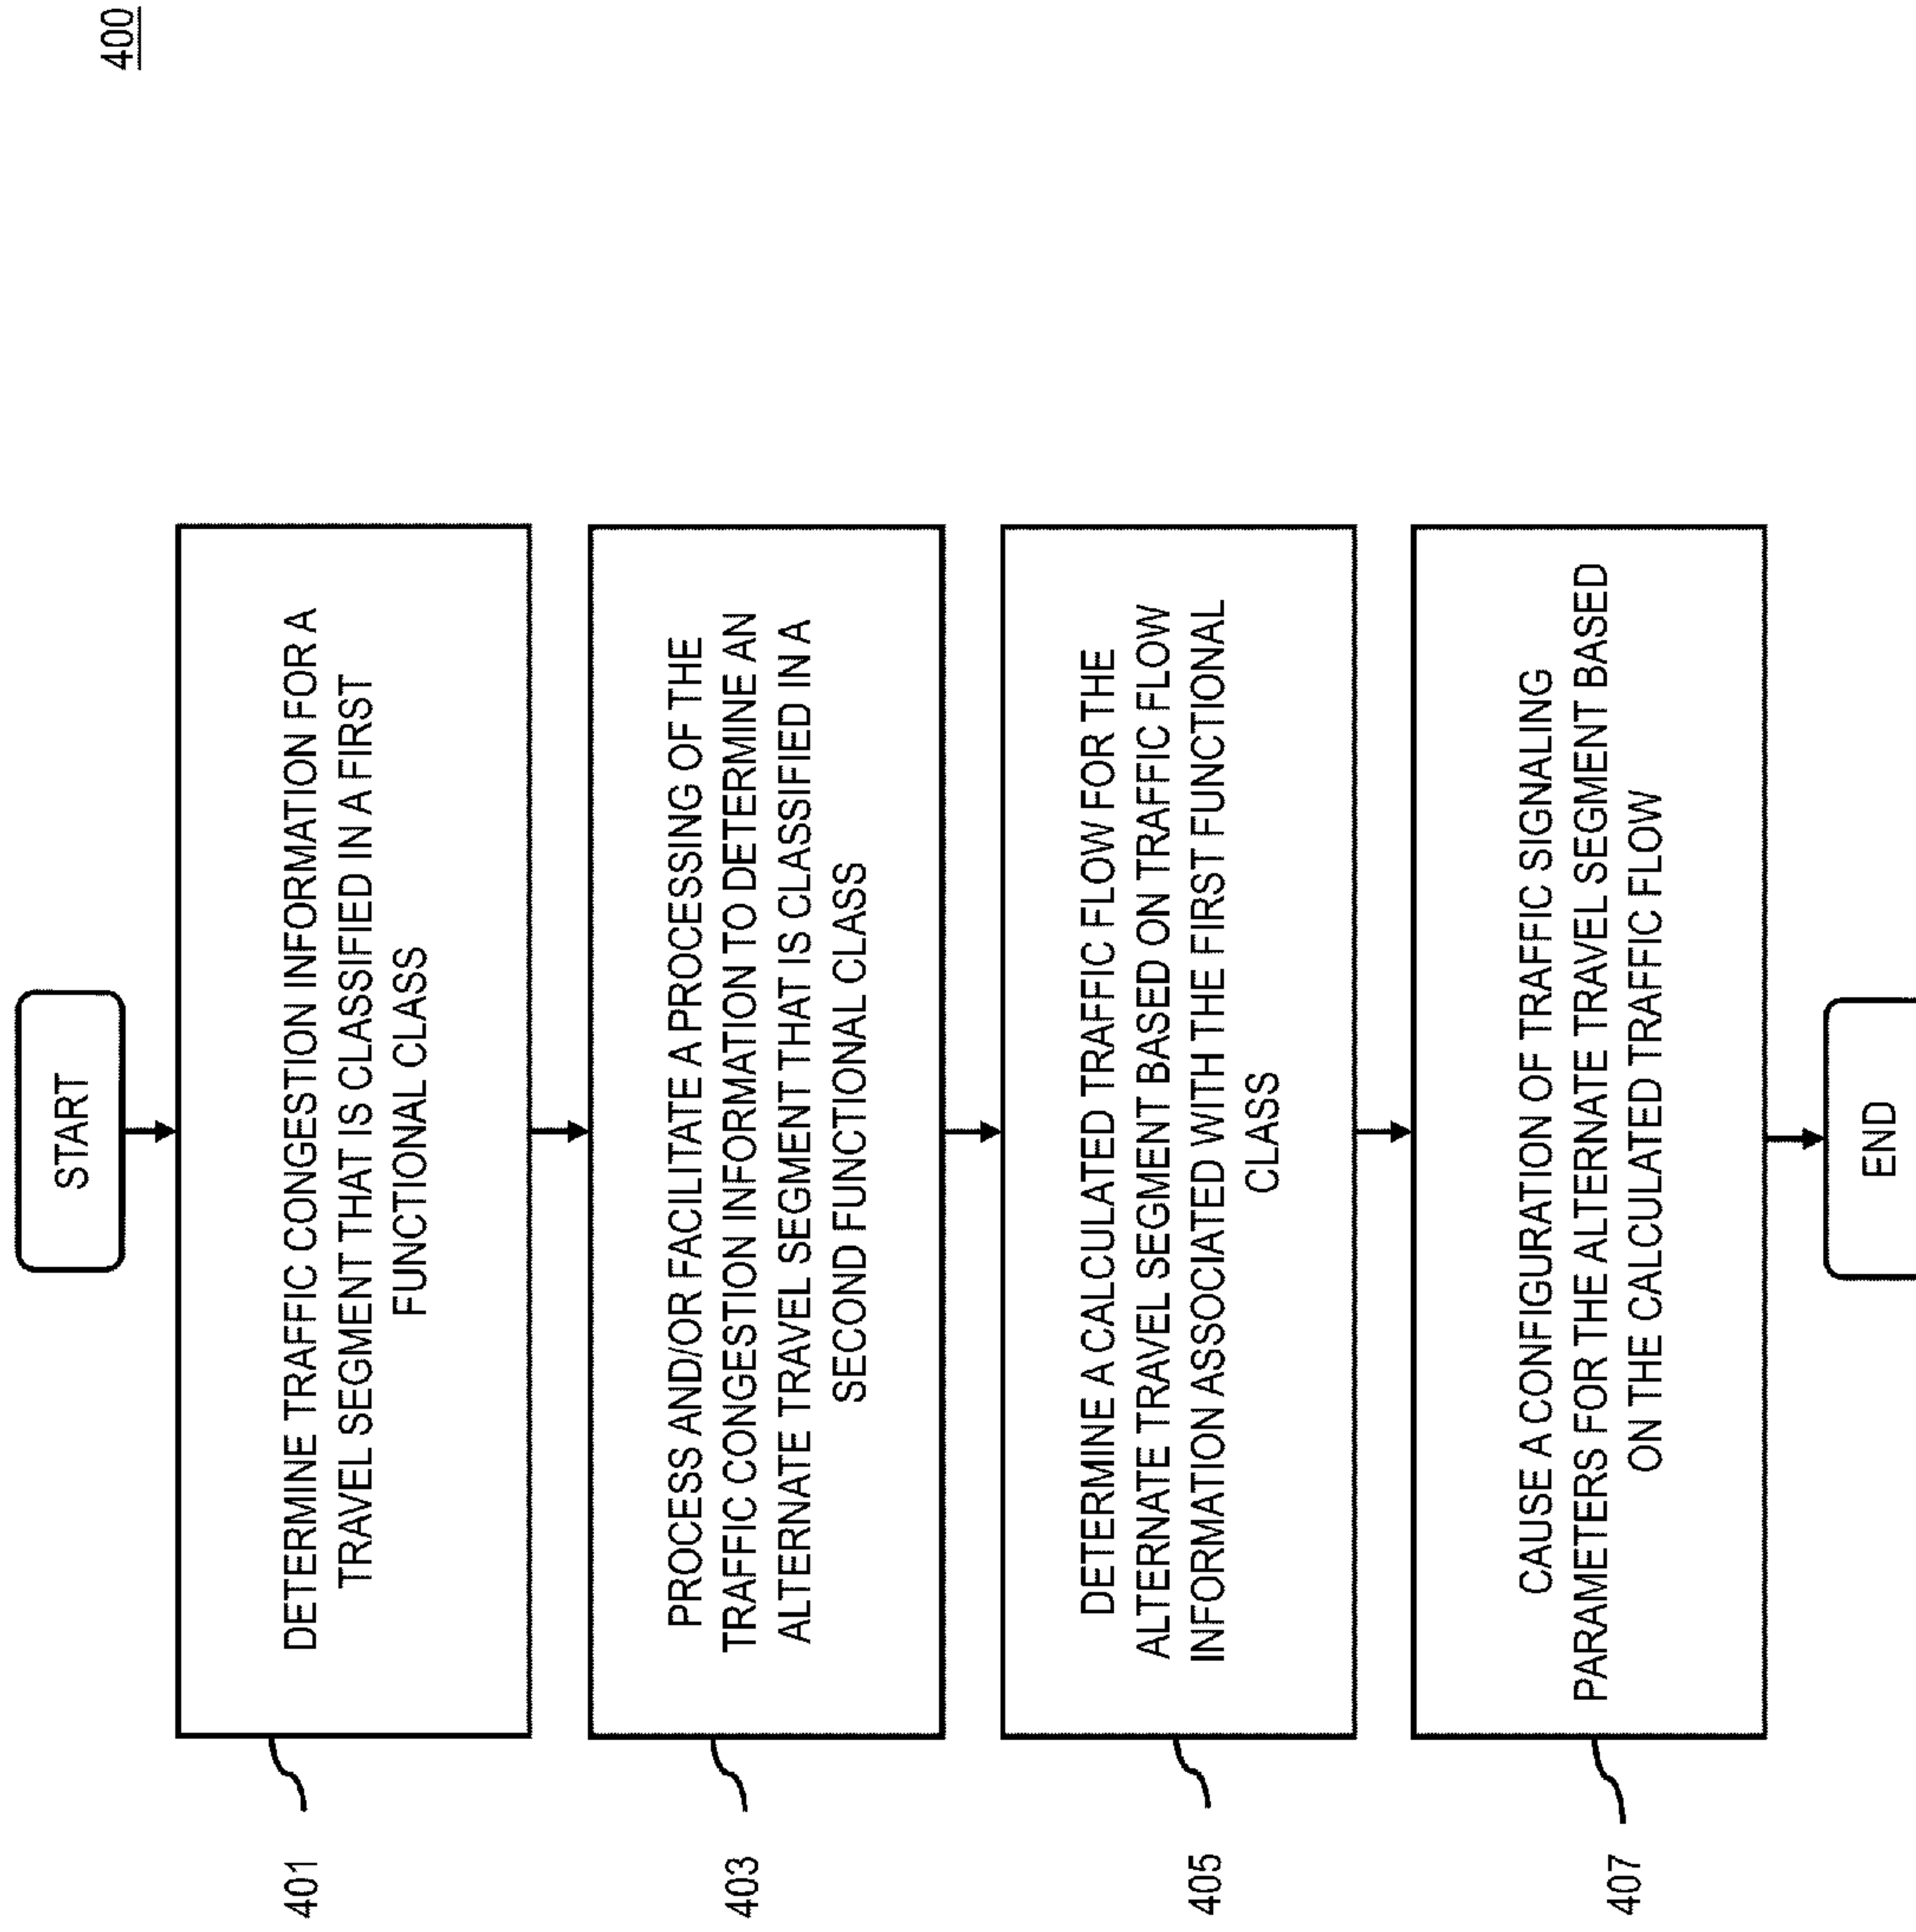 400
START
DETERMINE TRAFFIC CONGESTION INFORMATION FOR A
TRAVEL SEGMENT THAT IS CLASSIFIED IN A FIRST
FUNCTIONAL CLASS
401
PROCESS AND/OR FACILITATE A PROCESSING OF THE
TRAFFIC CONGESTION INFORMATION TO DETERMINE AN
ALTERNATE TRAVEL SEGMENT THAT IS CLASSIFIED IN A
SECOND FUNCTIONAL CLASS
403
DETERMINE A CALCULATED TRAFFIC FLOW FOR THE
ALTERNATE TRAVEL SEGMENT BASED ON TRAFFIC FLOW
INFORMATION ASSOCIATED WITH THE FIRST FUNCTIONAL
CLASS
405
CAUSE A CONFIGURATION OF TRAFFIC SIGNALING
PARAMETERS FOR THE ALTERNATE TRAVEL SEGMENT BASED
ON THE CALCULATED TRAFFIC FLOW
407
END